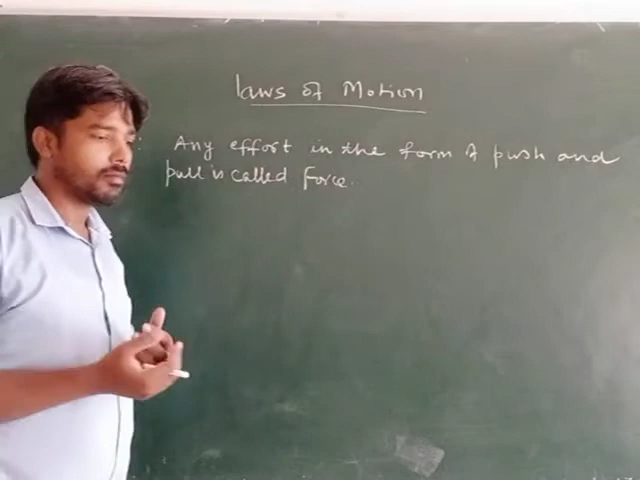 Laws of Motion
Any effort in the form of push and
pull is called Force.